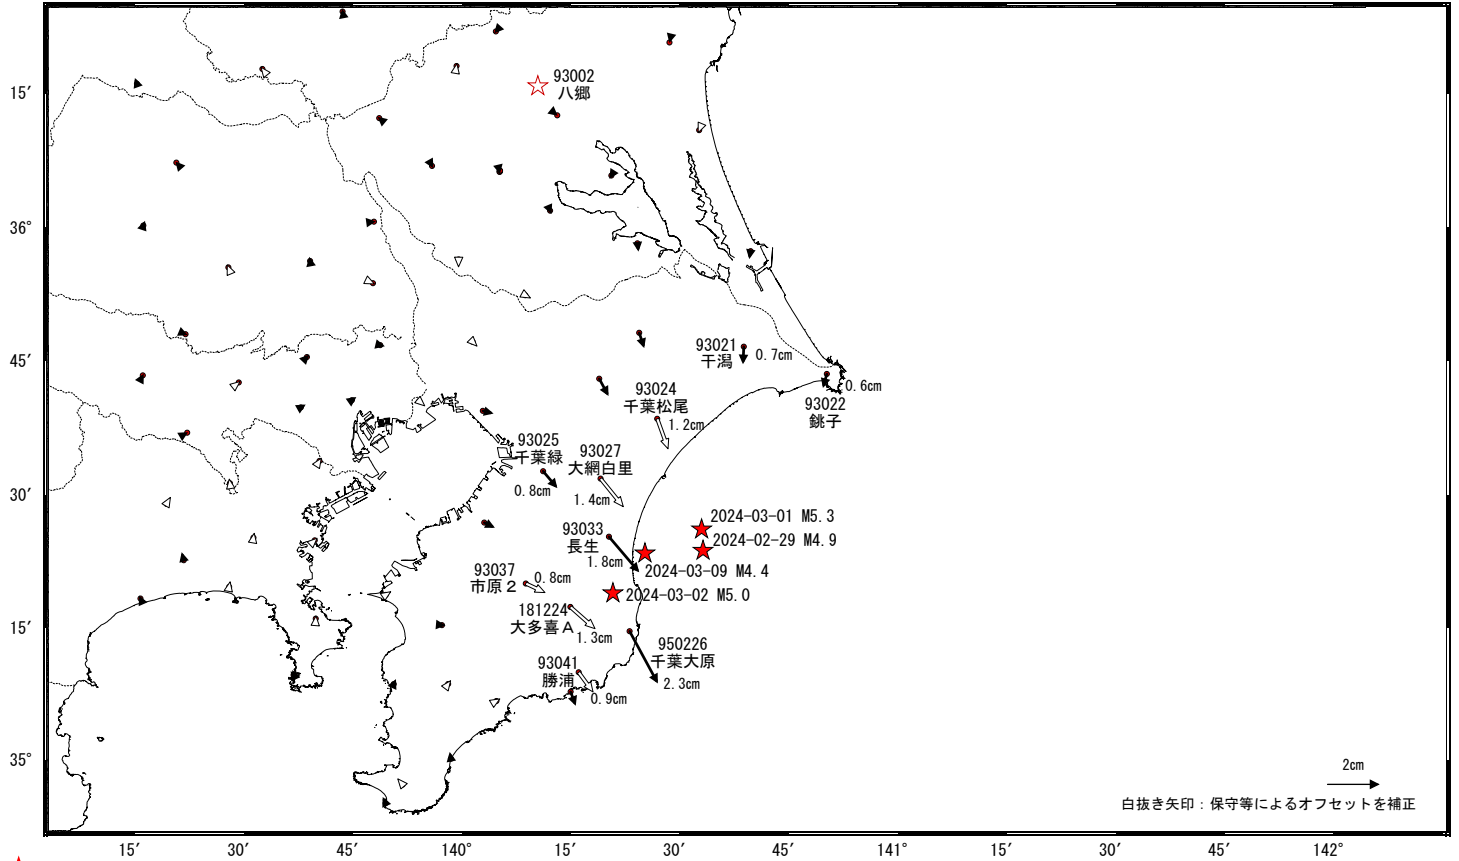 93002
八郷
15′
36°
45′
30′
15′
35°
93021
干潟
0.7cm
0.6cm
93022
銚子
93024
千葉松尾
1.2cm
93025
千葉緑
0.8cm
93027
大網白里
1.4cm
2024-03-01 M5.3
2024-02-29 M4.9
93033
長生
1.8cm
2024-03-09 M4.4
93037
市原２
0.8cm
2024-03-02 M5.0
181224
大多喜Ａ
1.3cm
950226
千葉大原
2.3cm
93041
勝浦
0.9cm
2cm
白抜き矢印：保守等によるオフセットを補正
15′
30′
45′
140°
15′
30′
45′
141°
15′
30′
45′
142°